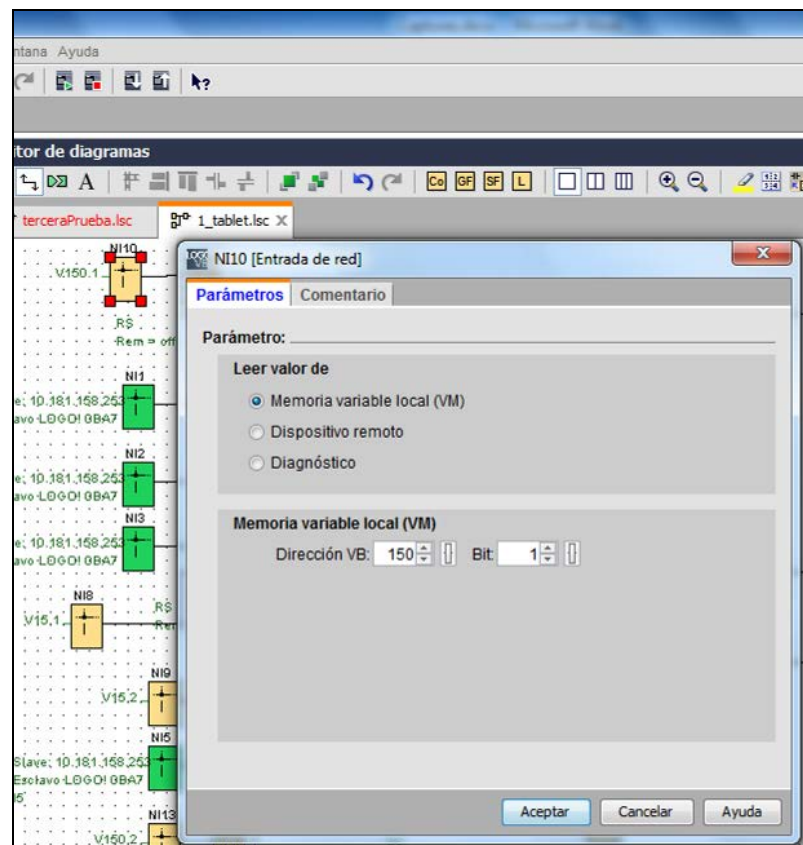 ntana Ayuda
itor de diagramas
A
Co GF SF L
terceraPrueba.lsc
1_tablet.lsc
NI10
V150.1
RS
Rem = off
NI1
e; 10.181.158.253
avo LOGO! 0BA7
NI2
e; 10.181.158.253
avo LOGO! 0BA7
NI3
e; 10.181.158.253
avo LOGO! 0BA7
NI8
RS
V15.1
NI9
V15.2
NI5
Slave; 10.181.158.253
Esclavo LOGO! 0BA7
NI13
V150.2
NI10 [Entrada de red]
Parámetros Comentario
Parámetro:
Leer valor de
Memoria variable local (VM)
Dispositivo remoto
Diagnóstico
Memoria variable local (VM)
Dirección VB: 150 Bit: 1
Aceptar Cancelar Ayuda